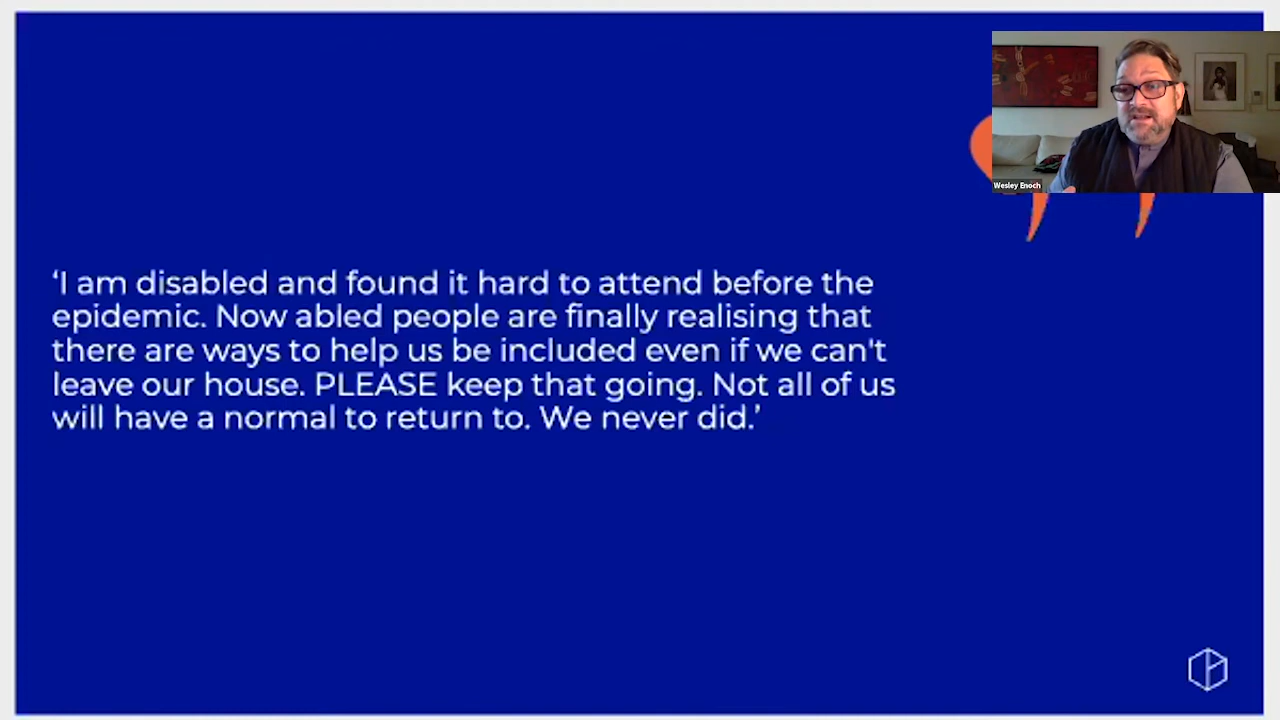 Wesley Enoch
‘I am disabled and found it hard to attend before the
epidemic. Now abled people are finally realising that
there are ways to help us be included even if we can't
leave our house. PLEASE keep that going. Not all of us
will have a normal to return to. We never did.’